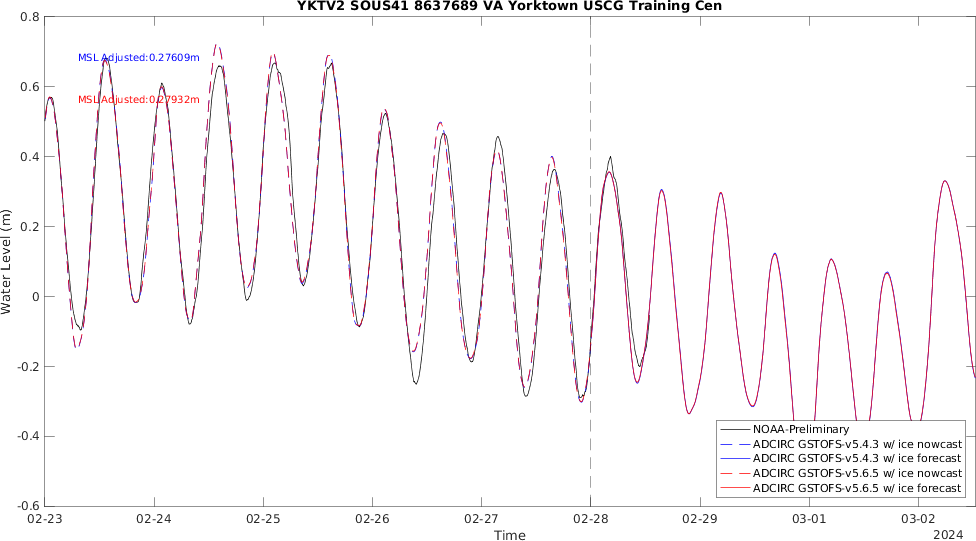 YKTV2 SOUS41 8637689 VA Yorktown USCG Training Cen
0.8
MSL Adjusted:0.27609m
0.6
MSL Adjusted:0.27932m
0.4
0.2
Water Level (m)
0
-0.2
-0.4
NOAA-Preliminary
ADCIRC GSTOFS-v5.4.3 w/ ice nowcast
ADCIRC GSTOFS-v5.4.3 w/ ice forecast
ADCIRC GSTOFS-v5.6.5 w/ ice nowcast
ADCIRC GSTOFS-v5.6.5 w/ ice forecast
-0.6
02-23 02-24 02-25 02-26 02-27 02-28 02-29 03-01 03-02
Time
2024